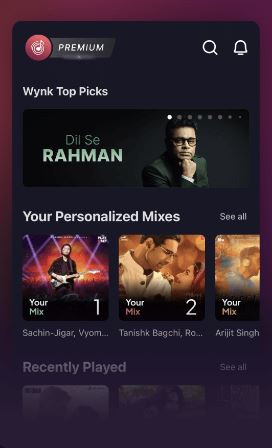 PREMIUM
Wynk Top Picks
Dil Se
RAHMAN
Your Personalized Mixes
See all
Your
Mix
1
Your
Mix
2
Your
Mix
Sachin-Jigar, Vyom...
Tanishk Bagchi, Ro...
Arijit Singh
Recently Played
See all